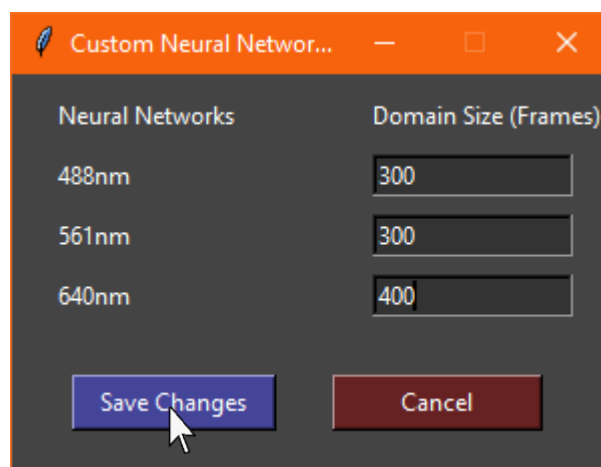 Custom Neural Networ...
Neural Networks Domain Size (Frames)
488nm 300
561nm 300
640nm 400
Save Changes Cancel